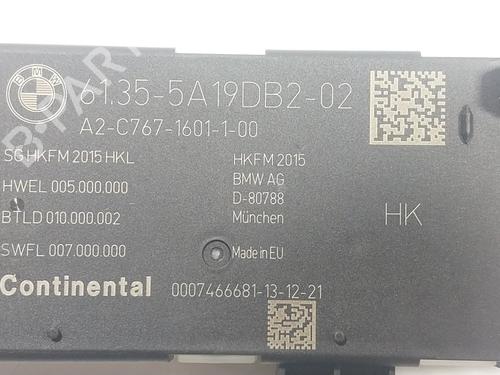 61.35-5A19DB2-02
A2-C767-1601-1-00
SG HKFM 2015 HKL
HWEL 005.000.000
BTLD 010.000.002
SWFL 007.000.000
HKFM 2015
BMW AG
D-80788
München
Made in EU
HK
Continental
0007466681-13-12-21